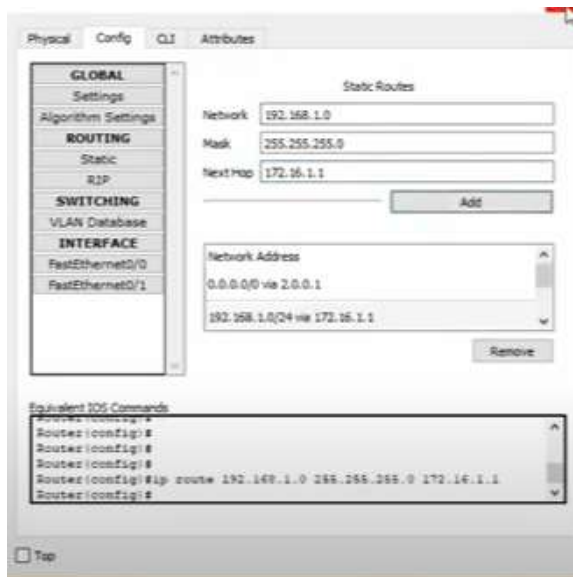 Physical Config CLI Attributes
GLOBAL
Settings
Algorithm Settings
ROUTING
Static
RIP
SWITCHING
VLAN Database
INTERFACE
FastEthernet0/0
FastEthernet0/1
Static Routes
Network 192.168.1.0
Mask 255.255.255.0
Next Hop 172.16.1.1
Add
Network Address
0.0.0.0/0 via 2.0.0.1
192.168.1.0/24 via 172.16.1.1
Remove
Equivalent IOS Commands
Router(config)#
Router(config)#
Router(config)#
Router(config)#
Router(config)#ip route 192.168.1.0 255.255.255.0 172.16.1.1
Router(config)#
Top